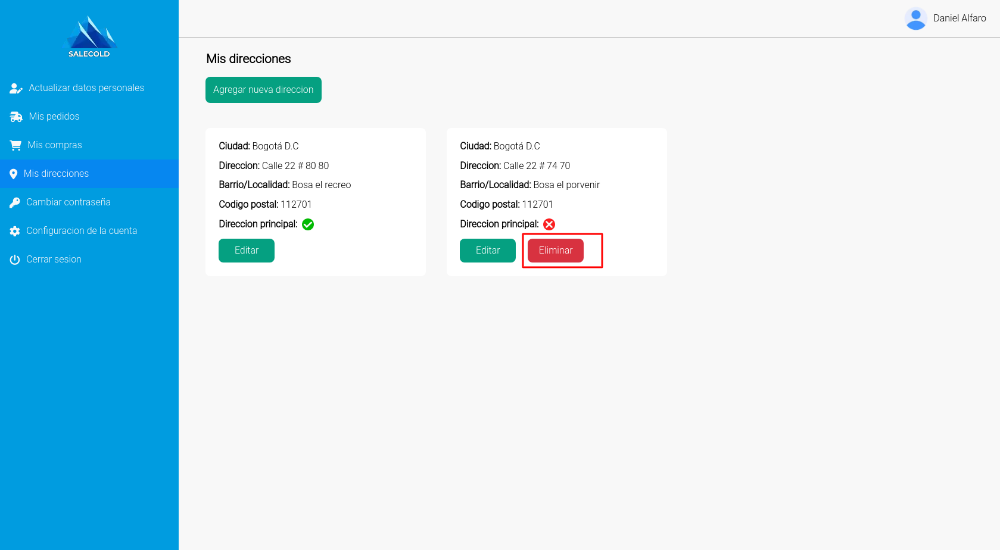 SALECOLD
Actualizar datos personales
Mis pedidos
Mis compras
Mis direcciones
Cambiar contraseña
Configuracion de la cuenta
Cerrar sesion
Daniel Alfaro
Mis direcciones
Agregar nueva direccion
Ciudad: Bogotá D.C
Direccion: Calle 22 # 80 80
Barrio/Localidad: Bosa el recreo
Codigo postal: 112701
Direccion principal:
Editar
Ciudad: Bogotá D.C
Direccion: Calle 22 # 74 70
Barrio/Localidad: Bosa el porvenir
Codigo postal: 112701
Direccion principal:
Editar Eliminar